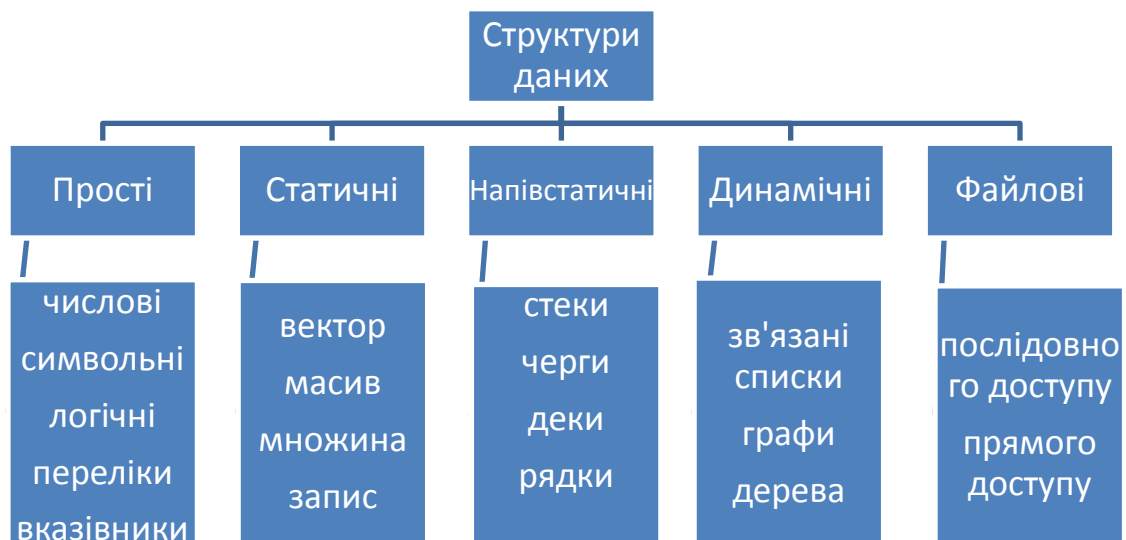 Структури
даних
Прості
Статичні
Напівстатичні
Динамічні
Файлові
числові
символьні
логічні
переліки
вказівники
вектор
масив
множина
запис
стеки
черги
деки
рядки
зв'язані
списки
графи
дерева
послідовно
го доступу
прямого
доступу